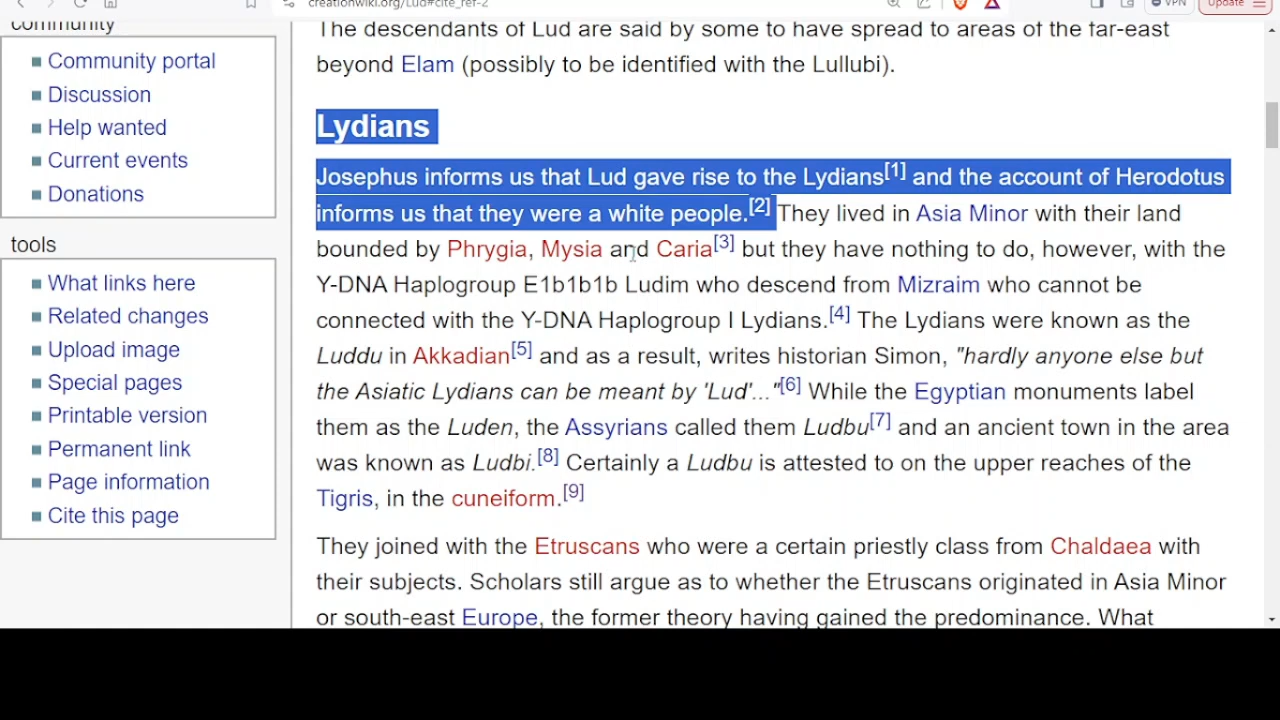 creationwiki.org/Lud#cite_ref-2
VPN
Update
community
Community portal
Discussion
Help wanted
Current events
Donations
tools
What links here
Related changes
Upload image
Special pages
Printable version
Permanent link
Page information
Cite this page
The descendants of Lud are said by some to have spread to areas of the far-east
beyond Elam (possibly to be identified with the Lullubi).
Lydians
Josephus informs us that Lud gave rise to the Lydians[1] and the account of Herodotus
informs us that they were a white people.[2] They lived in Asia Minor with their land
bounded by Phrygia, Mysia and Caria[3] but they have nothing to do, however, with the
Y-DNA Haplogroup E1b1b1b Ludim who descend from Mizraim who cannot be
connected with the Y-DNA Haplogroup I Lydians.[4] The Lydians were known as the
Luddu in Akkadian[5] and as a result, writes historian Simon, "hardly anyone else but
the Asiatic Lydians can be meant by 'Lud'..."[6] While the Egyptian monuments label
them as the Luden, the Assyrians called them Ludbu[7] and an ancient town in the area
was known as Ludbi.[8] Certainly a Ludbu is attested to on the upper reaches of the
Tigris, in the cuneiform.[9]
They joined with the Etruscans who were a certain priestly class from Chaldaea with
their subjects. Scholars still argue as to whether the Etruscans originated in Asia Minor
or south-east Europe, the former theory having gained the predominance. What